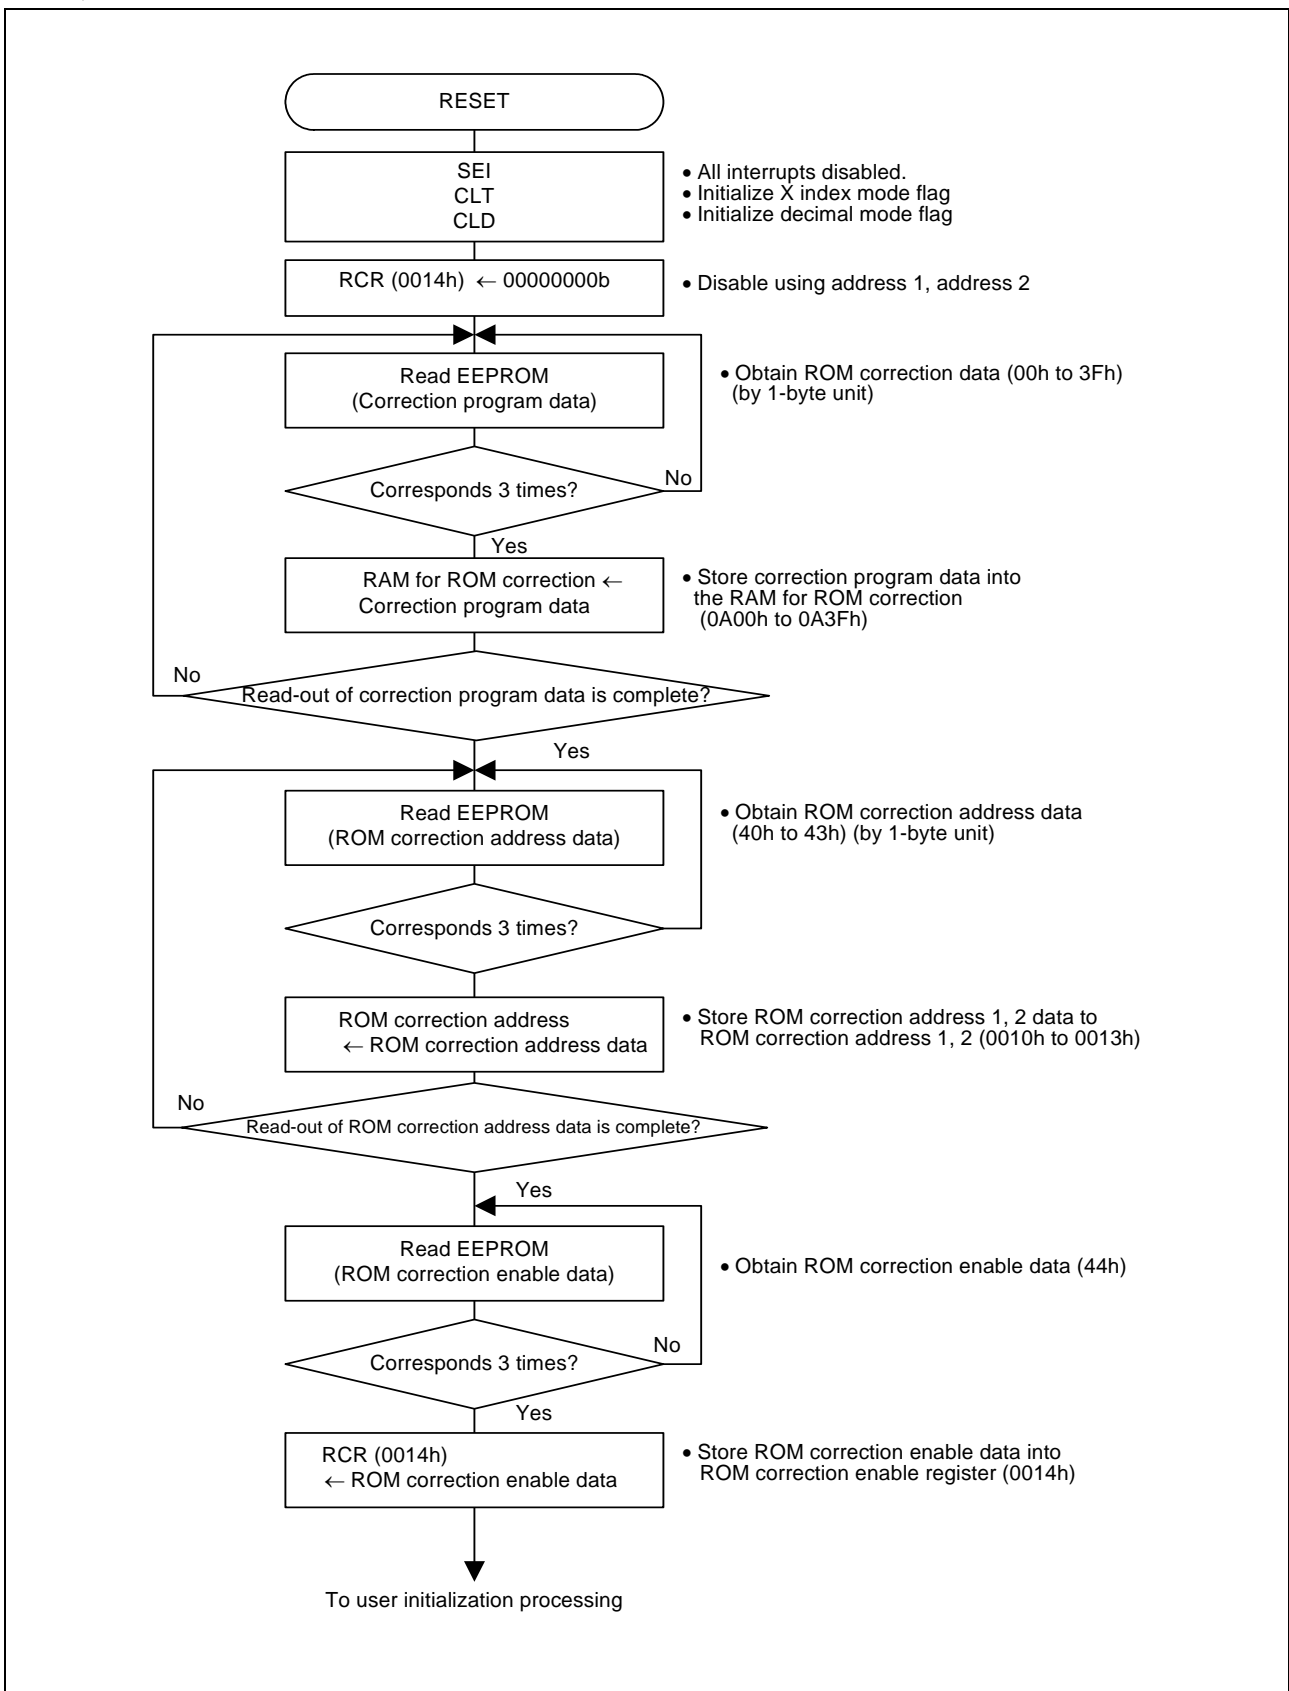 RESET
SEI
CLT
CLD
• All interrupts disabled.
• Initialize X index mode flag
• Initialize decimal mode flag
RCR (0014h) ← 00000000b
• Disable using address 1, address 2
Read EEPROM
(Correction program data)
• Obtain ROM correction data (00h to 3Fh)
(by 1-byte unit)
Corresponds 3 times?
No
Yes
RAM for ROM correction ←
Correction program data
• Store correction program data into
the RAM for ROM correction
(0A00h to 0A3Fh)
No
Read-out of correction program data is complete?
Yes
Read EEPROM
(ROM correction address data)
• Obtain ROM correction address data
(40h to 43h) (by 1-byte unit)
Corresponds 3 times?
ROM correction address
← ROM correction address data
• Store ROM correction address 1, 2 data to
ROM correction address 1, 2 (0010h to 0013h)
No
Read-out of ROM correction address data is complete?
Yes
Read EEPROM
(ROM correction enable data)
• Obtain ROM correction enable data (44h)
No
Corresponds 3 times?
Yes
RCR (0014h)
← ROM correction enable data
• Store ROM correction enable data into
ROM correction enable register (0014h)
To user initialization processing